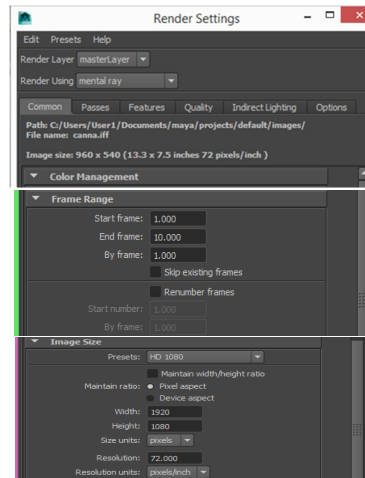 Render Settings
Edit Presets Help
Render Layer masterLayer
Render Using mental ray
Common Passes Features Quality Indirect Lighting Options
Path: C:/Users/User1/Documents/maya/projects/default/images/
File name: canna.iff
Image size: 960 x 540 (13.3 x 7.5 inches 72 pixels/inch )
Color Management
Frame Range
Start frame: 1.000
End frame: 10.000
By frame: 1.000
Skip existing frames
Renumber frames
Start number: 1.000
By frame: 1.000
Image Size
Presets: HD 1080
Maintain width/height ratio
Maintain ratio: Pixel aspect
Device aspect
Width: 1920
Height: 1080
Size units: pixels
Resolution: 72.000
Resolution units: pixels/inch